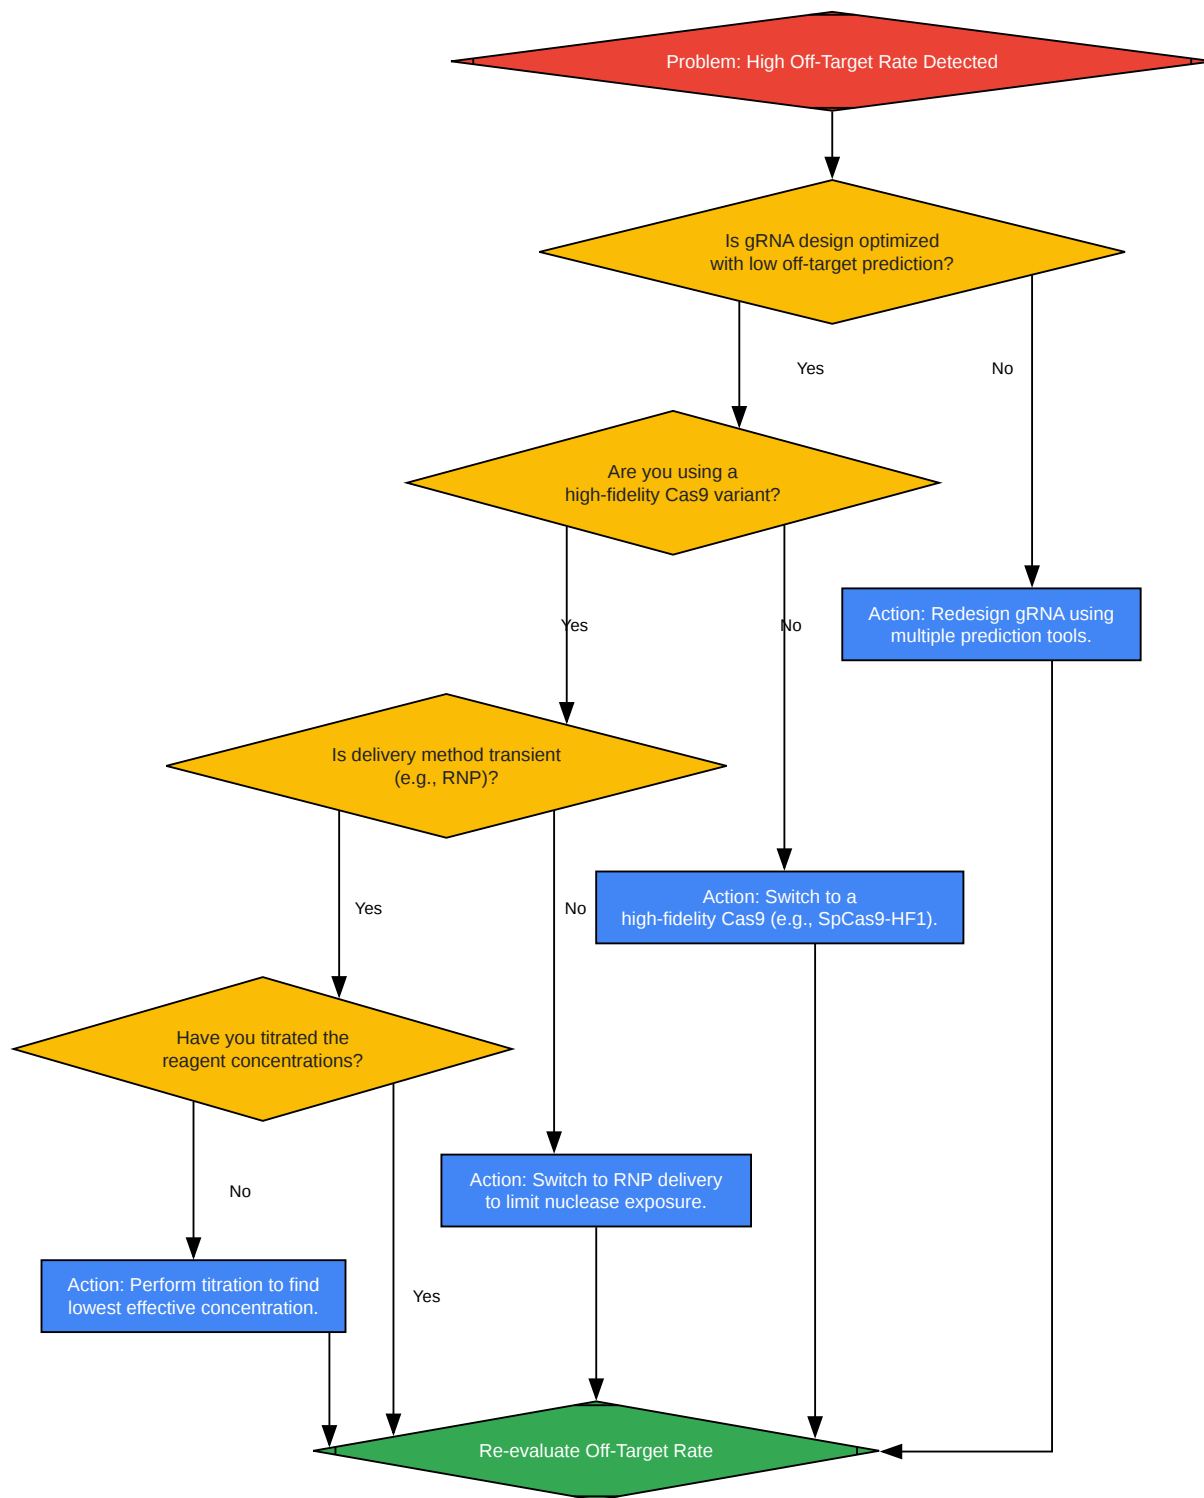 Problem: High Off-Target Rate Detected
Is gRNA design optimized
with low off-target prediction?
Yes
No
Are you using a
high-fidelity Cas9 variant?
Yes
No
Action: Redesign gRNA using
multiple prediction tools.
Is delivery method transient
(e.g., RNP)?
Yes
No
Action: Switch to a
high-fidelity Cas9 (e.g., SpCas9-HF1).
Have you titrated the
reagent concentrations?
No
Yes
Action: Switch to RNP delivery
to limit nuclease exposure.
Action: Perform titration to find
lowest effective concentration.
Re-evaluate Off-Target Rate